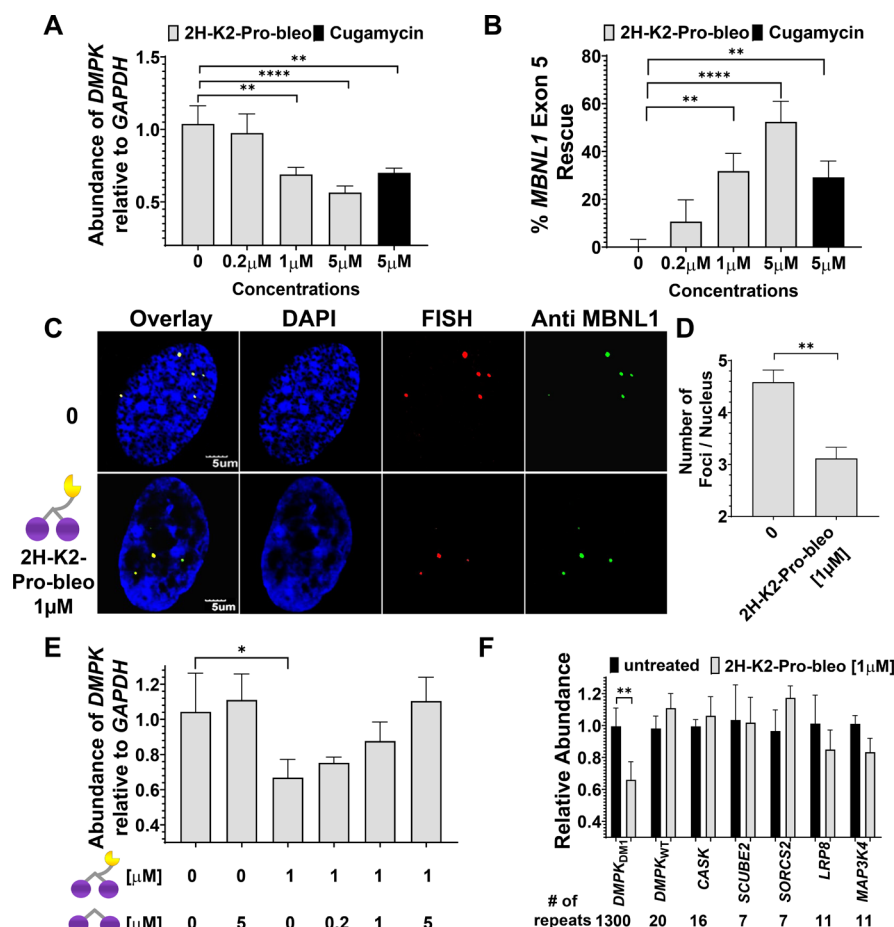 A
2H-K2-Pro-bleo Cugamycin
Abundance of DMPK
relative to GAPDH
1.5
1.0
0.5
**
****
**
0 0.2μM 1μM 5μM 5μM
Concentrations
B
2H-K2-Pro-bleo Cugamycin
% MBNL1 Exon 5
Rescue
80
60
40
20
0
**
****
**
0 0.2μM 1μM 5μM 5μM
Concentrations
C
Overlay DAPI FISH Anti MBNL1
0
5um
2H-K2-
Pro-bleo
1μM
5um
D
Number of
Foci / Nucleus
5
4
3
2
**
0
2H-K2-Pro-bleo
[1μM]
E
Abundance of DMPK
relative to GAPDH
1.2
1.0
0.8
0.6
0.4
*
[μM] 0 0 1 1 1 1
[μM] 0 5 0 0.2 1 5
F
untreated 2H-K2-Pro-bleo [1μM]
Relative Abundance
1.2
1.0
0.8
0.6
0.4
**
DMPKDM1 DMPKWT CASK SCUBE2 SORCS2 LRP8 MAP3K4
# of
repeats 1300 20 16 7 7 11 11